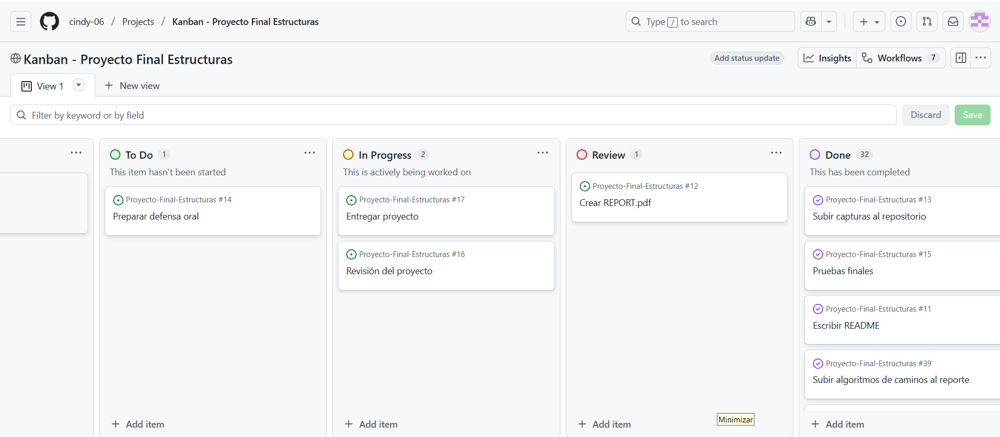 cindy-06 / Projects / Kanban - Proyecto Final Estructuras
Type / to search
Kanban - Proyecto Final Estructuras
Add status update
Insights
Workflows 7
View 1
New view
Filter by keyword or by field
Discard
Save
To Do 1
This item hasn't been started
Proyecto-Final-Estructuras #14
Preparar defensa oral
Add item
In Progress 2
This is actively being worked on
Proyecto-Final-Estructuras #17
Entregar proyecto
Proyecto-Final-Estructuras #16
Revisión del proyecto
Add item
Review 1
Proyecto-Final-Estructuras #12
Crear REPORT.pdf
Add item
Minimizar
Done 32
This has been completed
Proyecto-Final-Estructuras #13
Subir capturas al repositorio
Proyecto-Final-Estructuras #15
Pruebas finales
Proyecto-Final-Estructuras #11
Escribir README
Proyecto-Final-Estructuras #39
Subir algoritmos de caminos al reporte
Add item